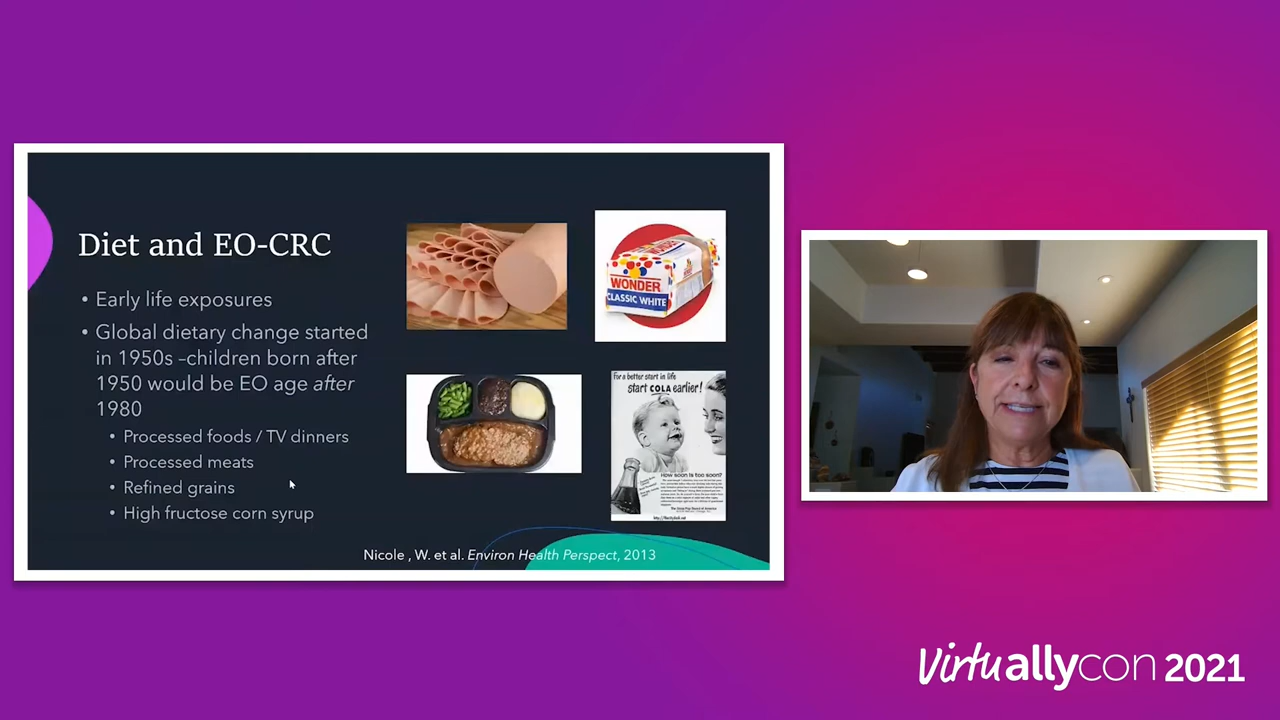 Diet and EO-CRC
• Early life exposures
• Global dietary change started
in 1950s –children born after
1950 would be EO age after
1980
• Processed foods / TV dinners
• Processed meats
• Refined grains
• High fructose corn syrup
WONDER
WONDER
CLASSIC WHITE
For a better start in life
start COLA earlier!
How soon is too soon?
Nicole , W. et al. Environ Health Perspect, 2013
Virtuallycon 2021